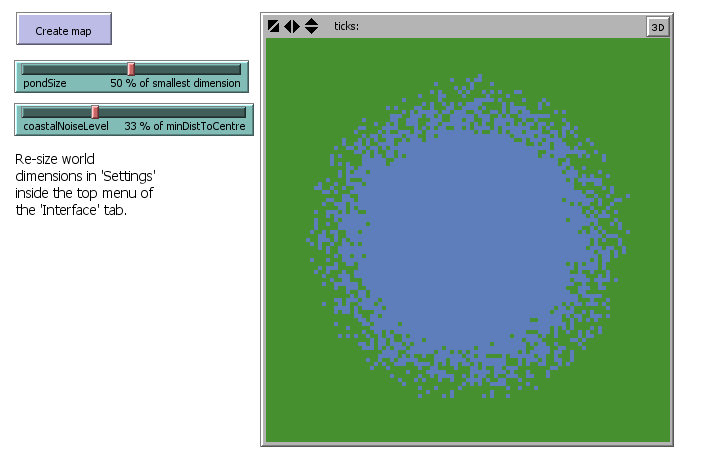 Create map
pondSize 50 % of smallest dimension
coastalNoiseLevel 33 % of minDistToCentre
Re-size world
dimensions in 'Settings'
inside the top menu of
the 'Interface' tab.
ticks:
3D